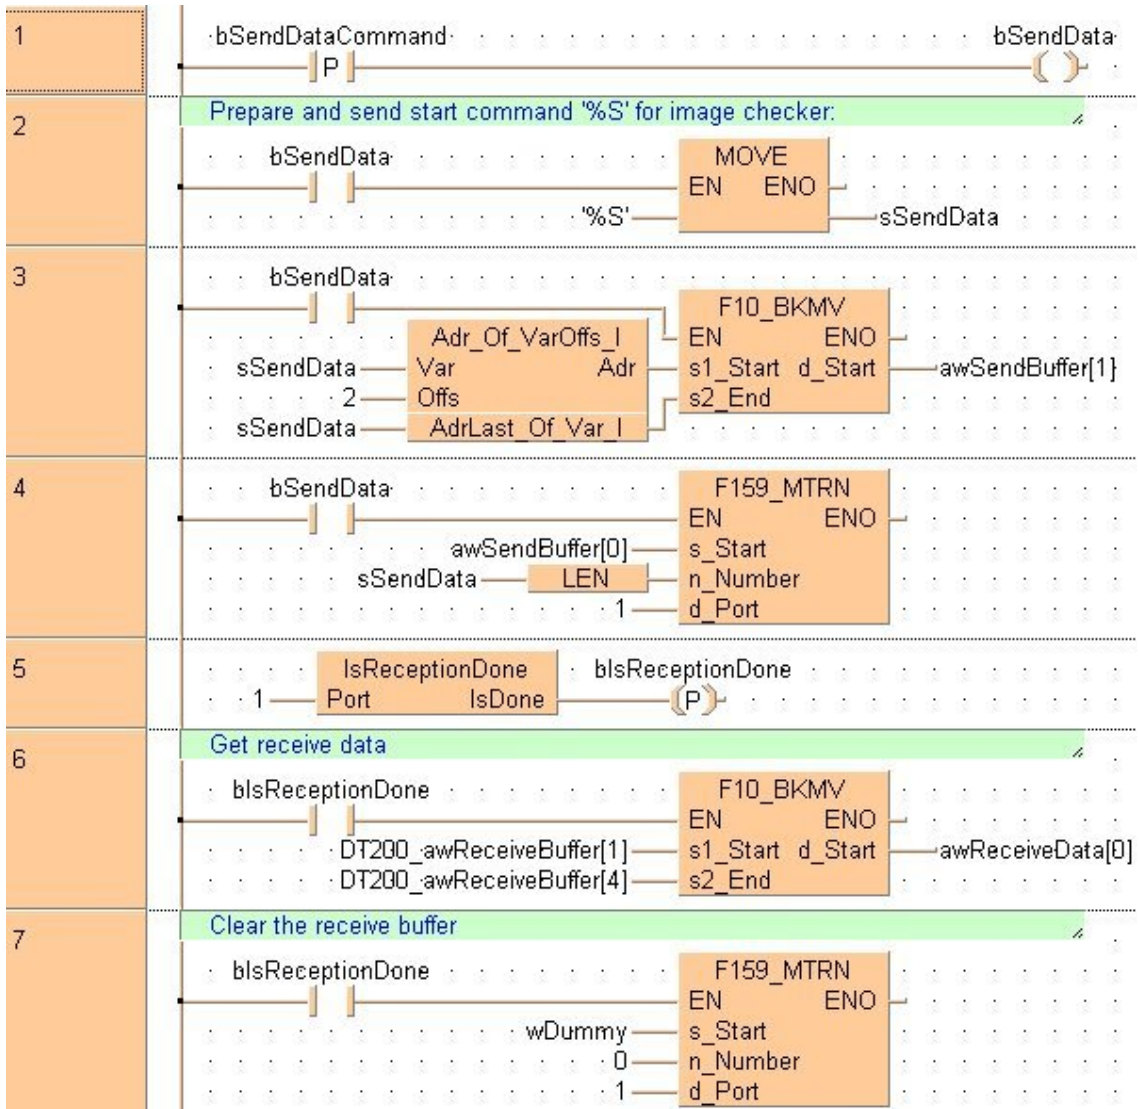 1
bSendDataCommand bSendData
P
2
Prepare and send start command '%S' for image checker:
bSendData MOVE
EN ENO
'%S' sSendData
3
bSendData
F10_BKMV
Adr_Of_VarOffs_I EN ENO
sSendData Var Adr s1_Start d_Start awSendBuffer[1]
2 Offs s2_End
sSendData AdrLast_Of_Var_I
4
bSendData F159_MTRN
EN ENO
awSendBuffer[0] s_Start
sSendData LEN n_Number
1 d_Port
5
IsReceptionDone bIsReceptionDone
1 Port IsDone P
Get receive data
6
bIsReceptionDone F10_BKMV
EN ENO
DT200_awReceiveBuffer[1] s1_Start d_Start awReceiveData[0]
DT200_awReceiveBuffer[4] s2_End
Clear the receive buffer
7
bIsReceptionDone F159_MTRN
EN ENO
wDummy s_Start
0 n_Number
1 d_Port